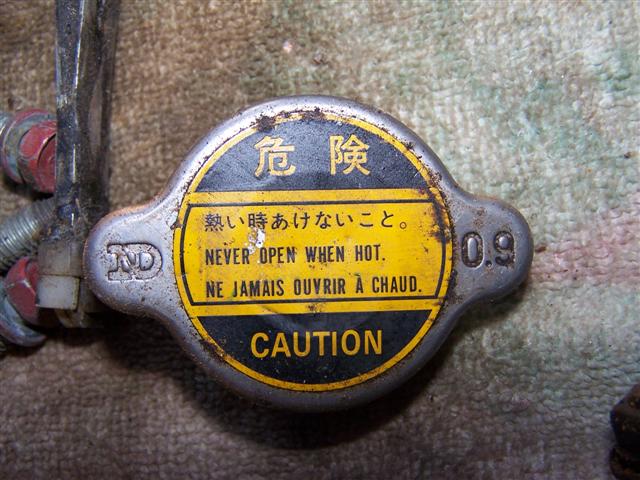 危険
熱い時あけないこと。
NEVER OPEN WHEN HOT.
NE JAMAIS OUVRIR À CHAUD.
CAUTION
ND
0.9